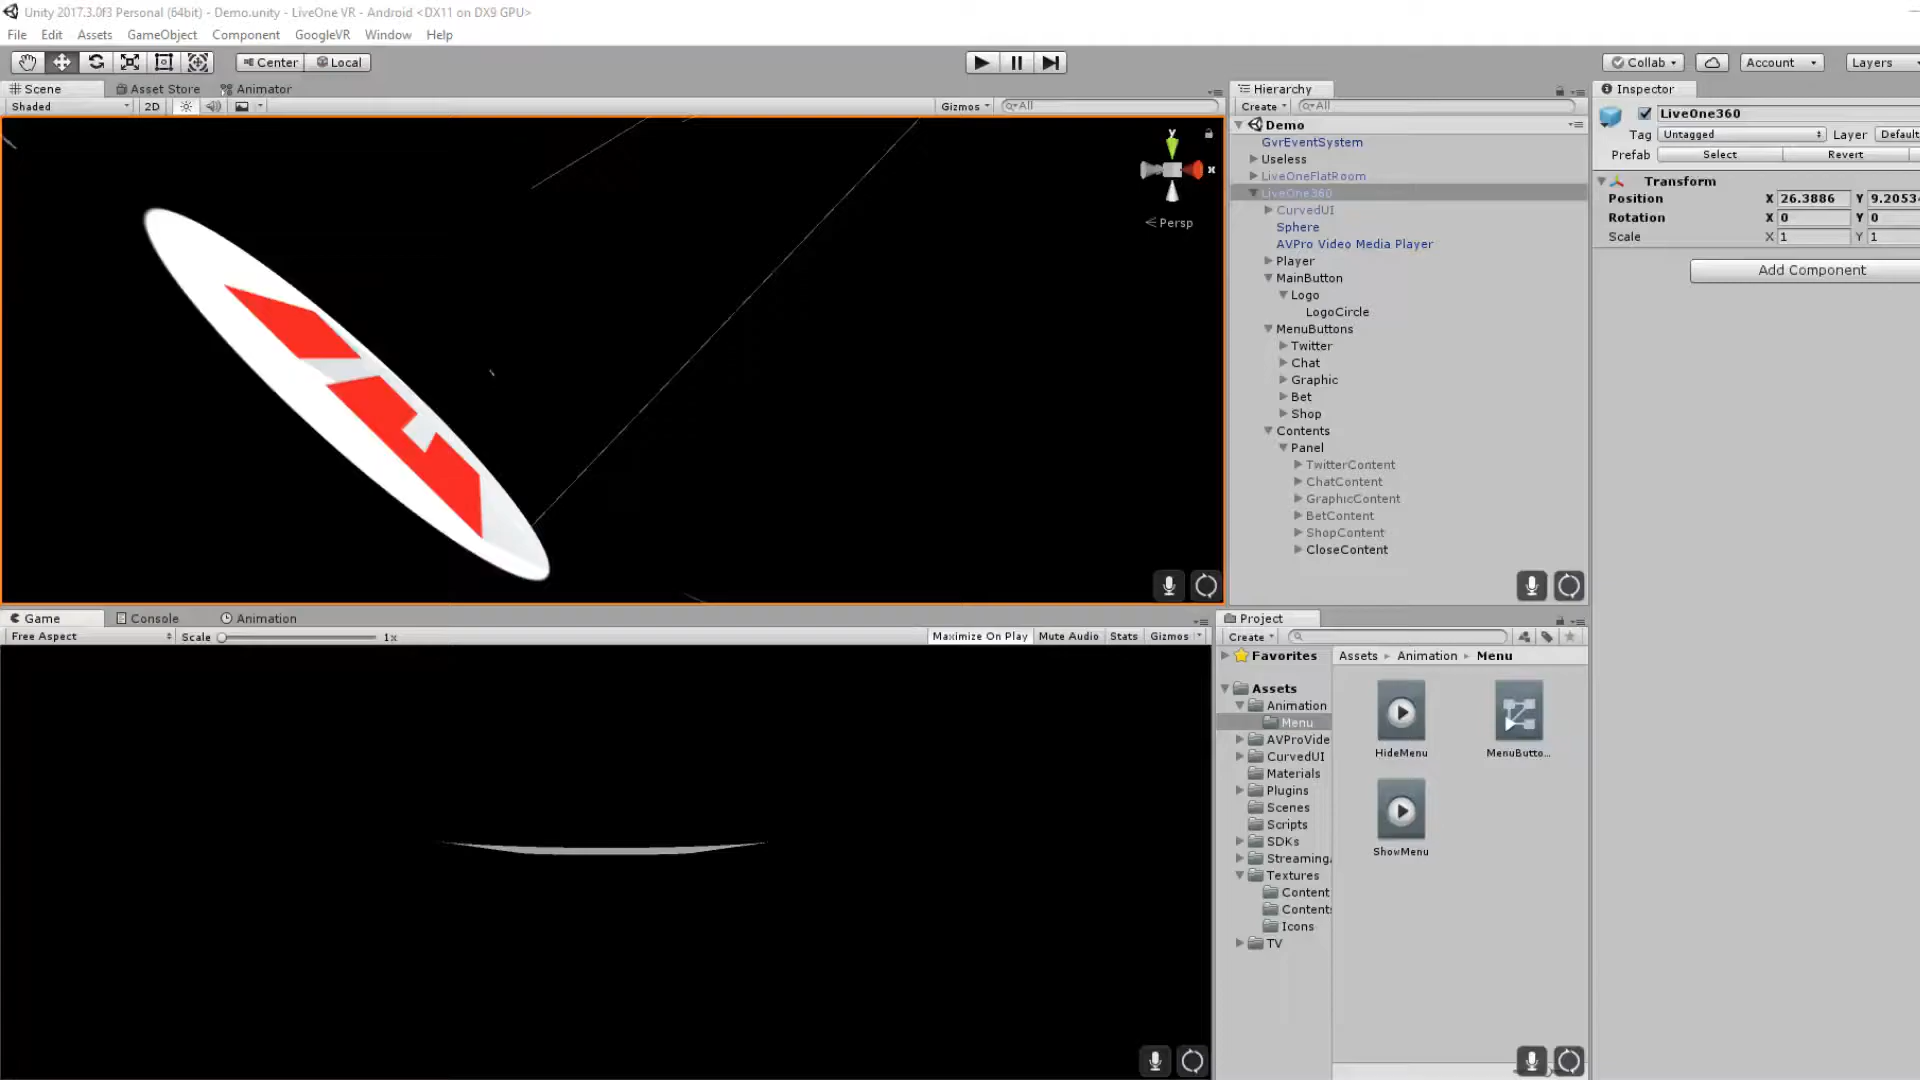 Unity 2017.3.0f3 Personal (64bit) - Demo.unity - LiveOne VR - Android <DX11 on DX9 GPU>
File Edit Assets GameObject Component GoogleVR Window Help
Center Local
Collab Account Layers
Scene Asset Store Animator
Shaded 2D Gizmos All
y
x
Persp
Hierarchy
Create All
Demo
GvrEventSystem
Useless
LiveOneFlatRoom
LiveOne360
CurvedUI
Sphere
AVPro Video Media Player
Player
MainButton
Logo
LogoCircle
MenuButtons
Twitter
Chat
Graphic
Bet
Shop
Contents
Panel
TwitterContent
ChatContent
GraphicContent
BetContent
ShopContent
CloseContent
Inspector
LiveOne360
Tag Untagged Layer Default
Prefab Select Revert
Transform
Position X 26.3886 Y 9.2053
Rotation X 0 Y 0
Scale X 1 Y 1
Add Component
Game Console Animation
Free Aspect Scale 1x Maximize On Play Mute Audio Stats Gizmos
Project
Create
Favorites
Assets
Animation
Menu
AVProVide
CurvedUI
Materials
Plugins
Scenes
Scripts
SDKs
Streaming
Textures
Content
Contents
Icons
TV
Assets Animation Menu
HideMenu MenuButto...
ShowMenu